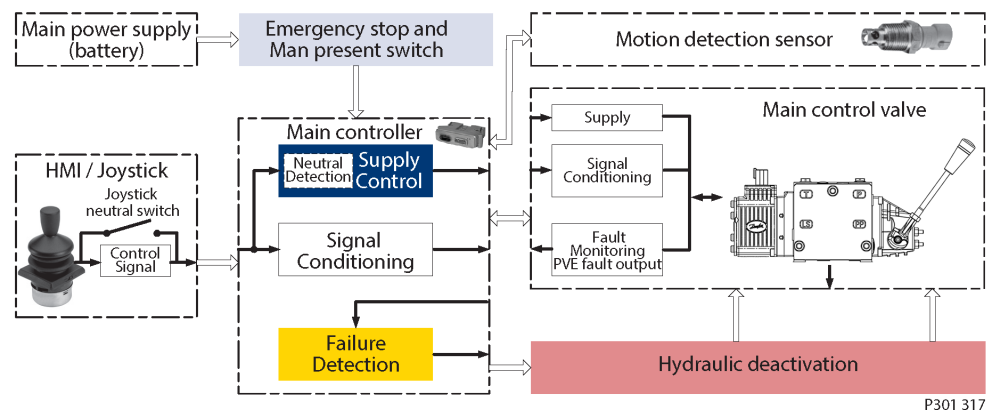 Main power supply
(battery)
Emergency stop and
Man present switch
Motion detection sensor
Main controller
Neutral
Detection
Supply
Control
Signal
Conditioning
Failure
Detection
HMI / Joystick
Joystick
neutral switch
Control
Signal
Main control valve
Supply
Signal
Conditioning
Fault
Monitoring
PVE fault output
T
P
LS
PP
Danfoss
Hydraulic deactivation
P301 317